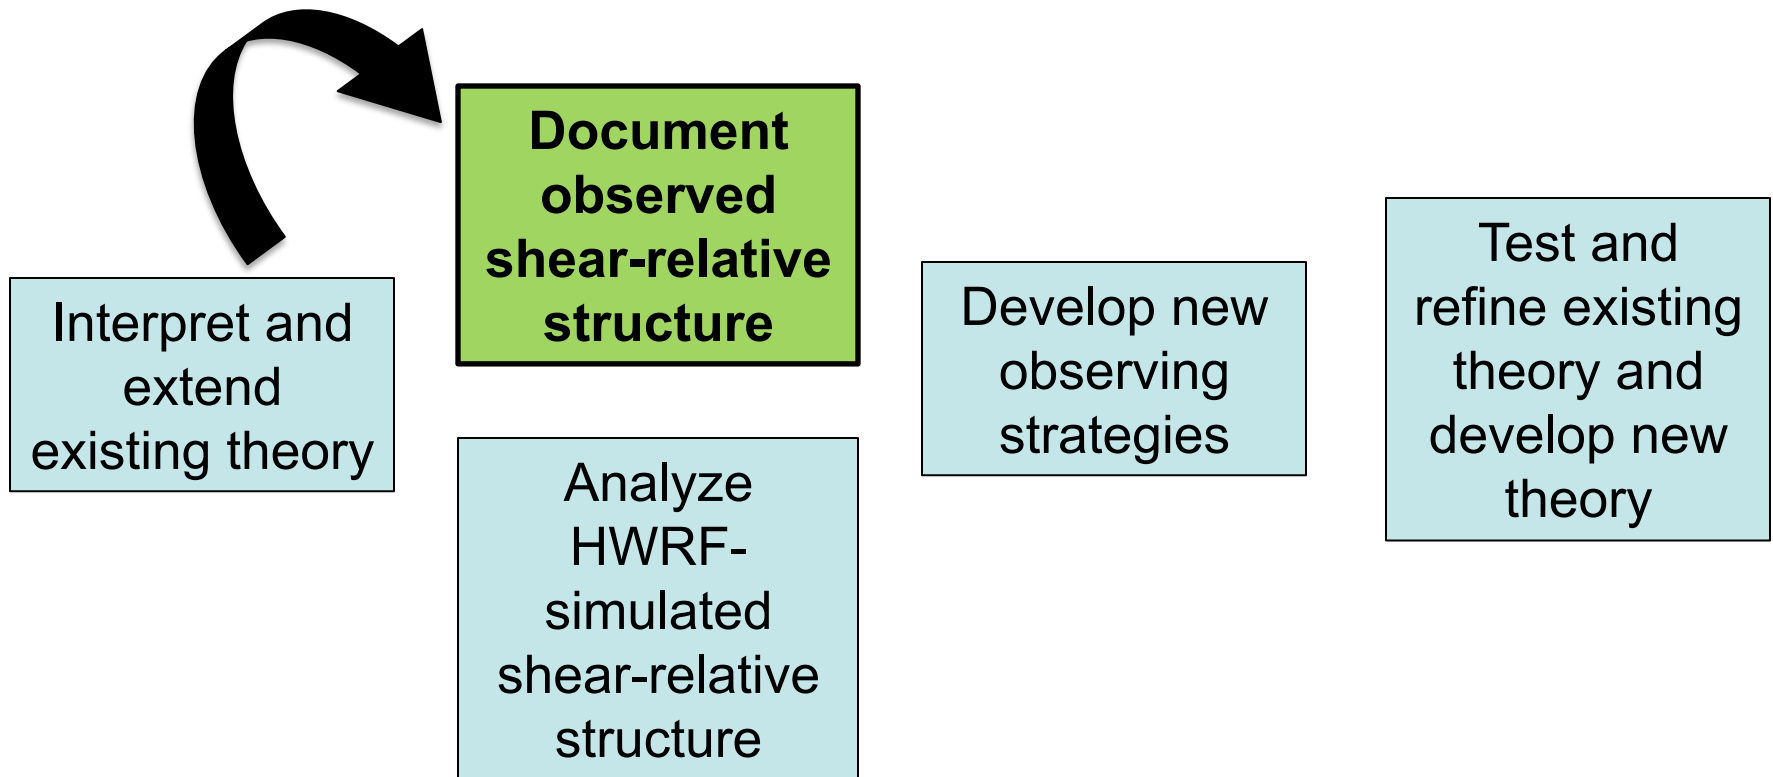 Interpret and
extend
existing theory
Document
observed
shear-relative
structure
Analyze
HWRF-
simulated
shear-relative
structure
Develop new
observing
strategies
Test and
refine existing
theory and
develop new
theory